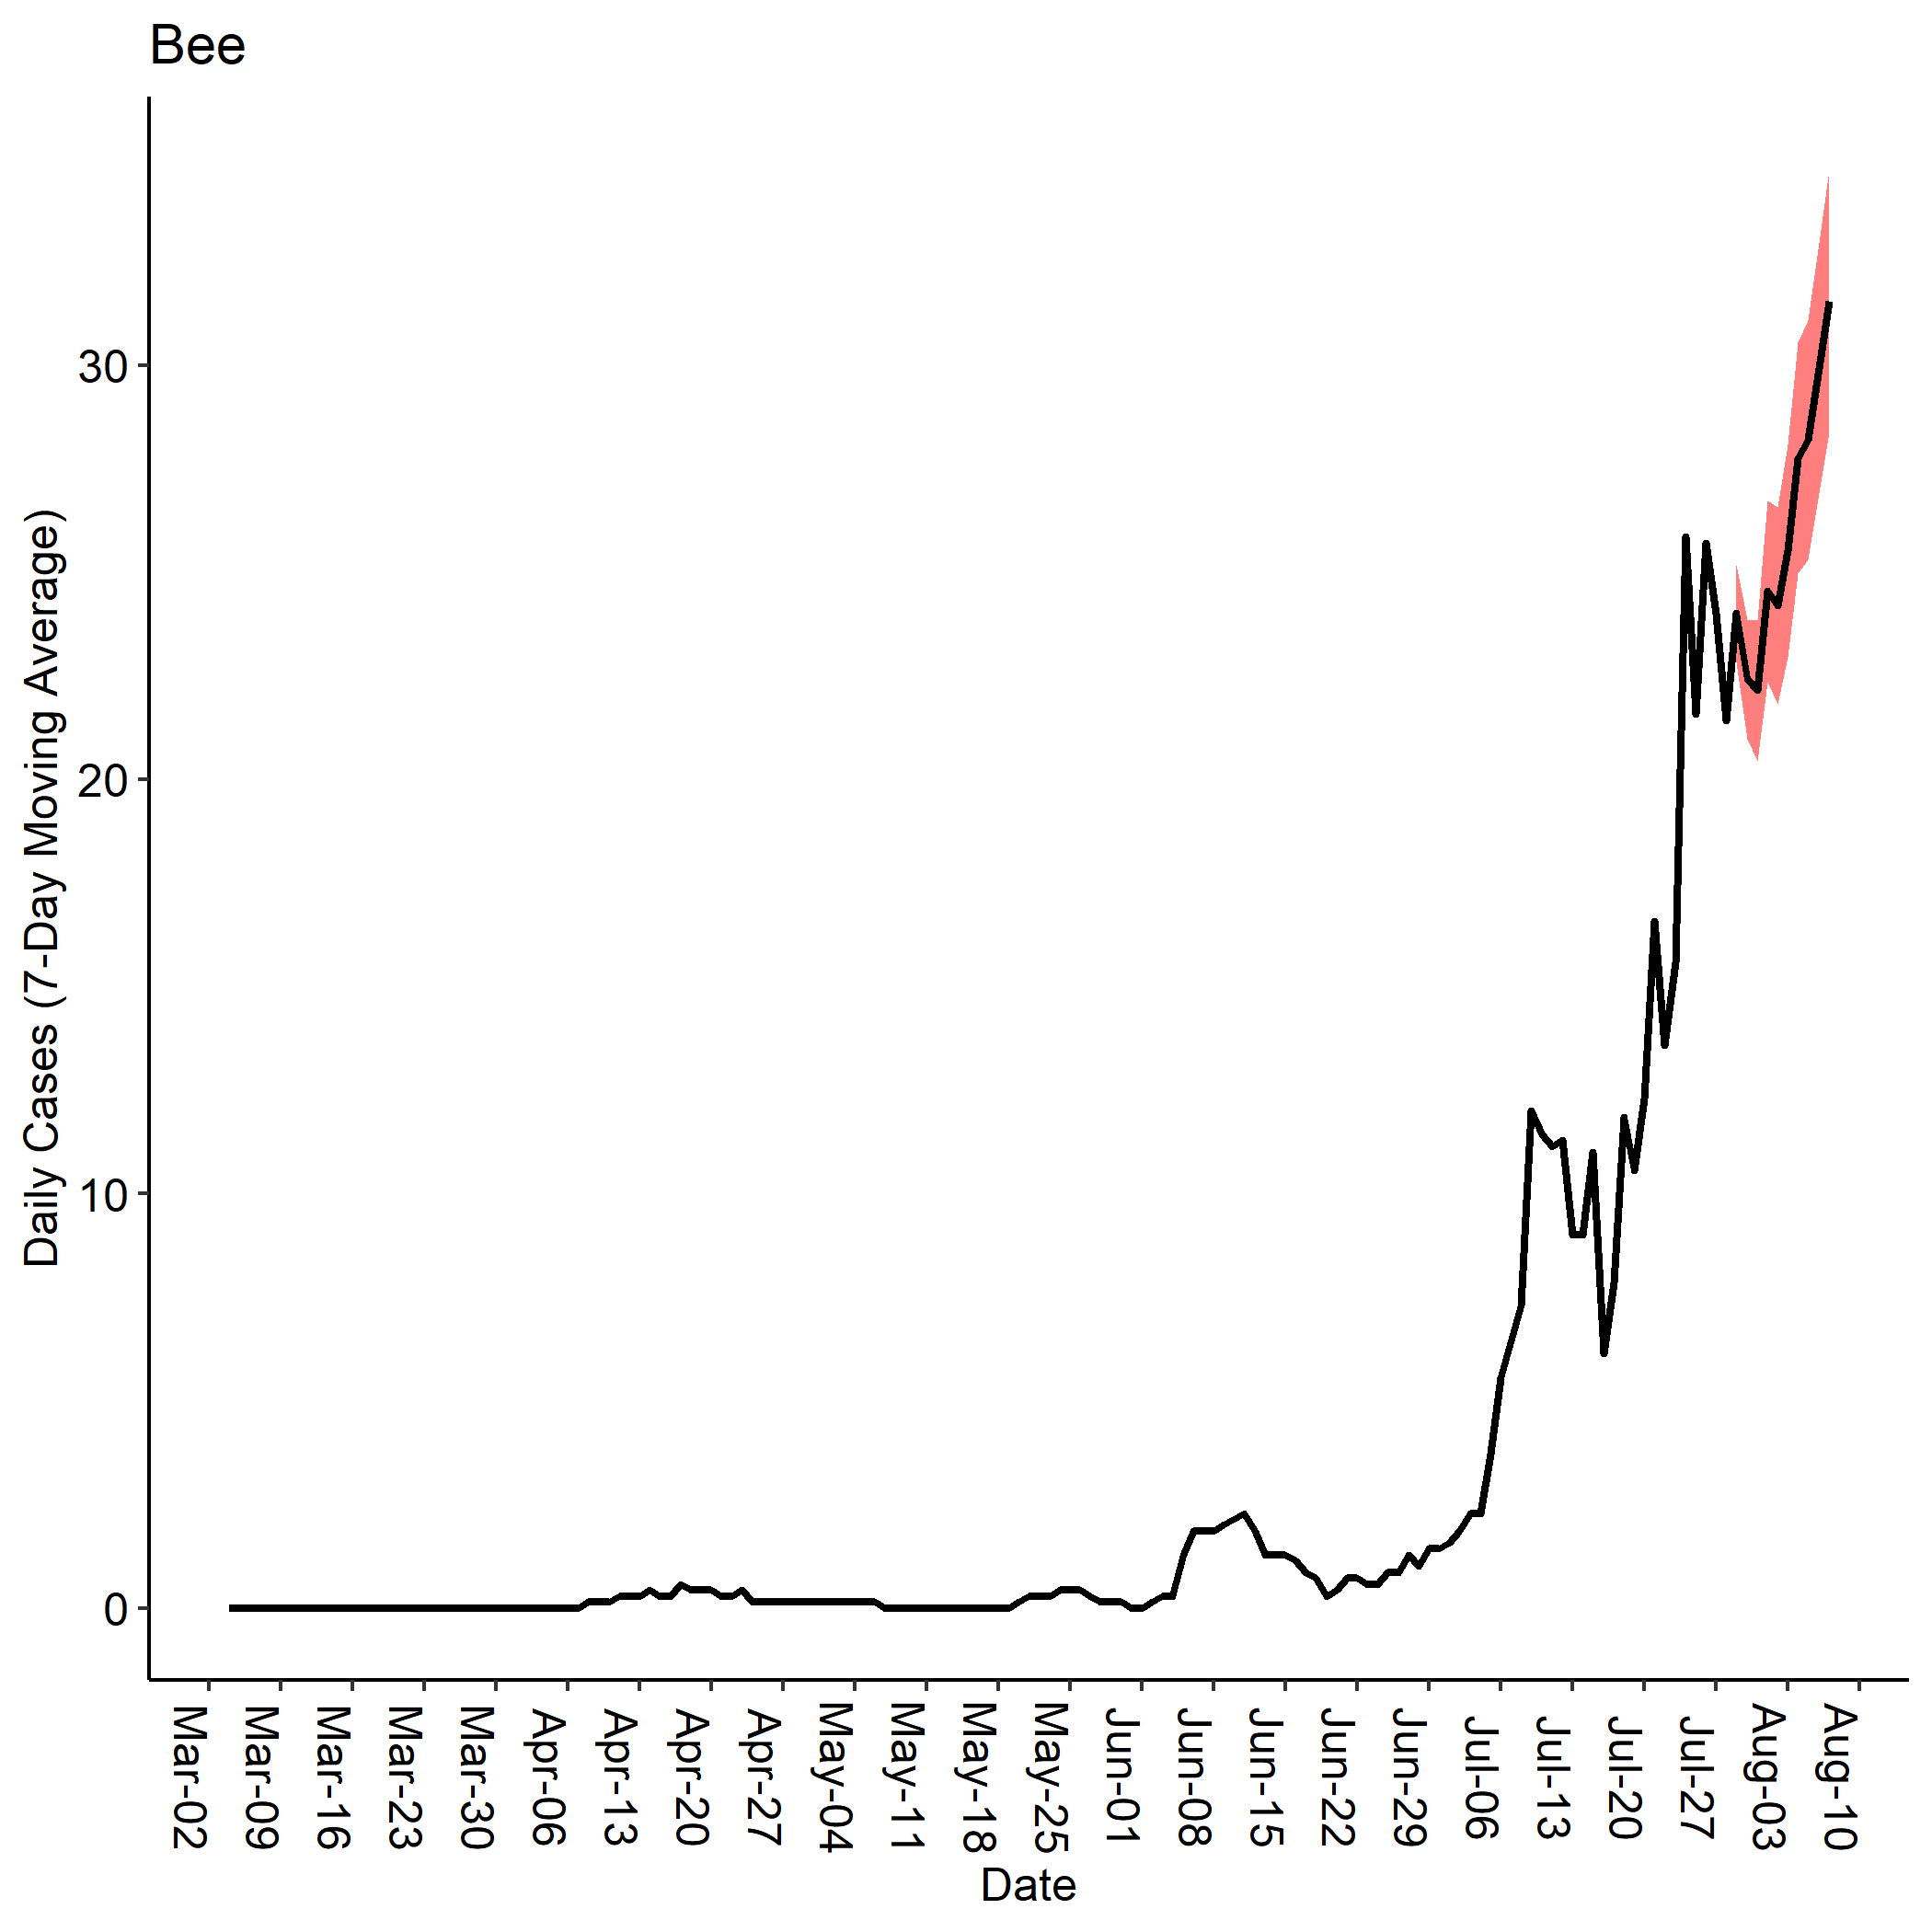 Bee
Daily Cases (7-Day Moving Average)
30
20
10
0
Mar-02
Mar-09
Mar-16
Mar-23
Mar-30
Apr-06
Apr-13
Apr-20
Apr-27
May-04
May-11
May-18
May-25
Jun-01
Jun-08
Jun-15
Jun-22
Jun-29
Jul-06
Jul-13
Jul-20
Jul-27
Aug-03
Aug-10
Date